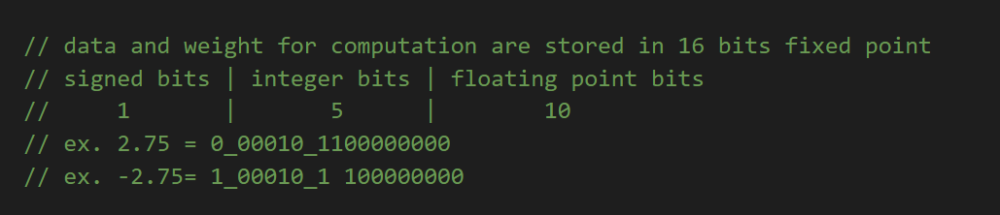 // data and weight for computation are stored in 16 bits fixed point
// signed bits | integer bits | floating point bits
//      1       |       5      |        10
// ex. 2.75 = 0_00010_1100000000
// ex. -2.75= 1_00010_1 100000000